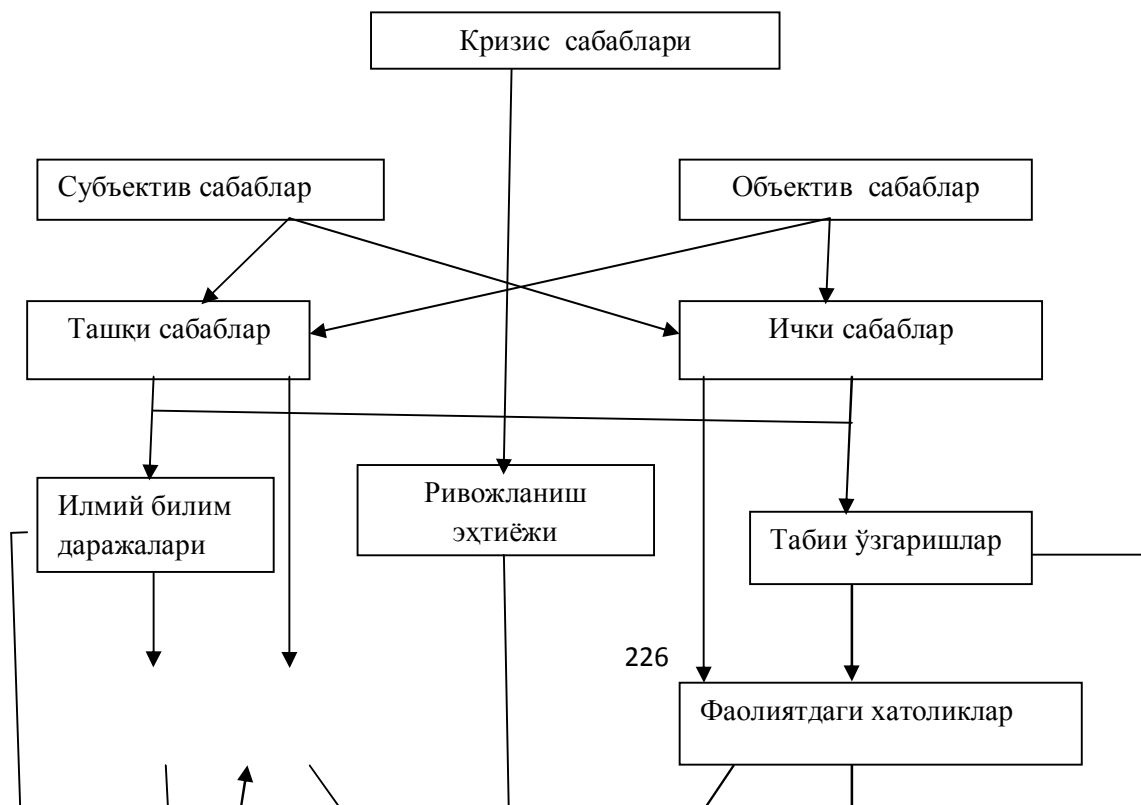 Кризис сабаблари
Субъектив сабаблар
Объектив сабаблар
Ташқи сабаблар
Ички сабаблар
Илмий билим
даражалари
Ривожланиш
эҳтиёжи
Табии ўзгаришлар
226
Фаолиятдаги хатоликлар